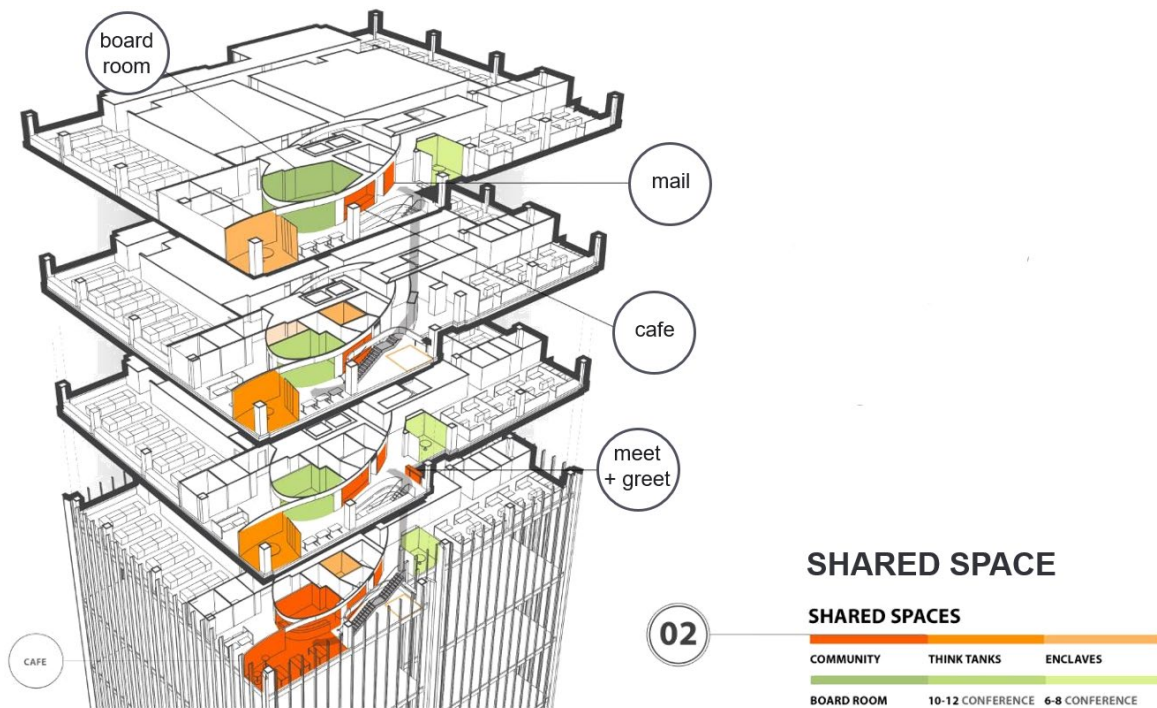 board
room
mail
cafe
meet
+ greet
CAFE
SHARED SPACE
02
SHARED SPACES
COMMUNITY THINK TANKS ENCLAVES
BOARD ROOM 10-12 CONFERENCE 6-8 CONFERENCE